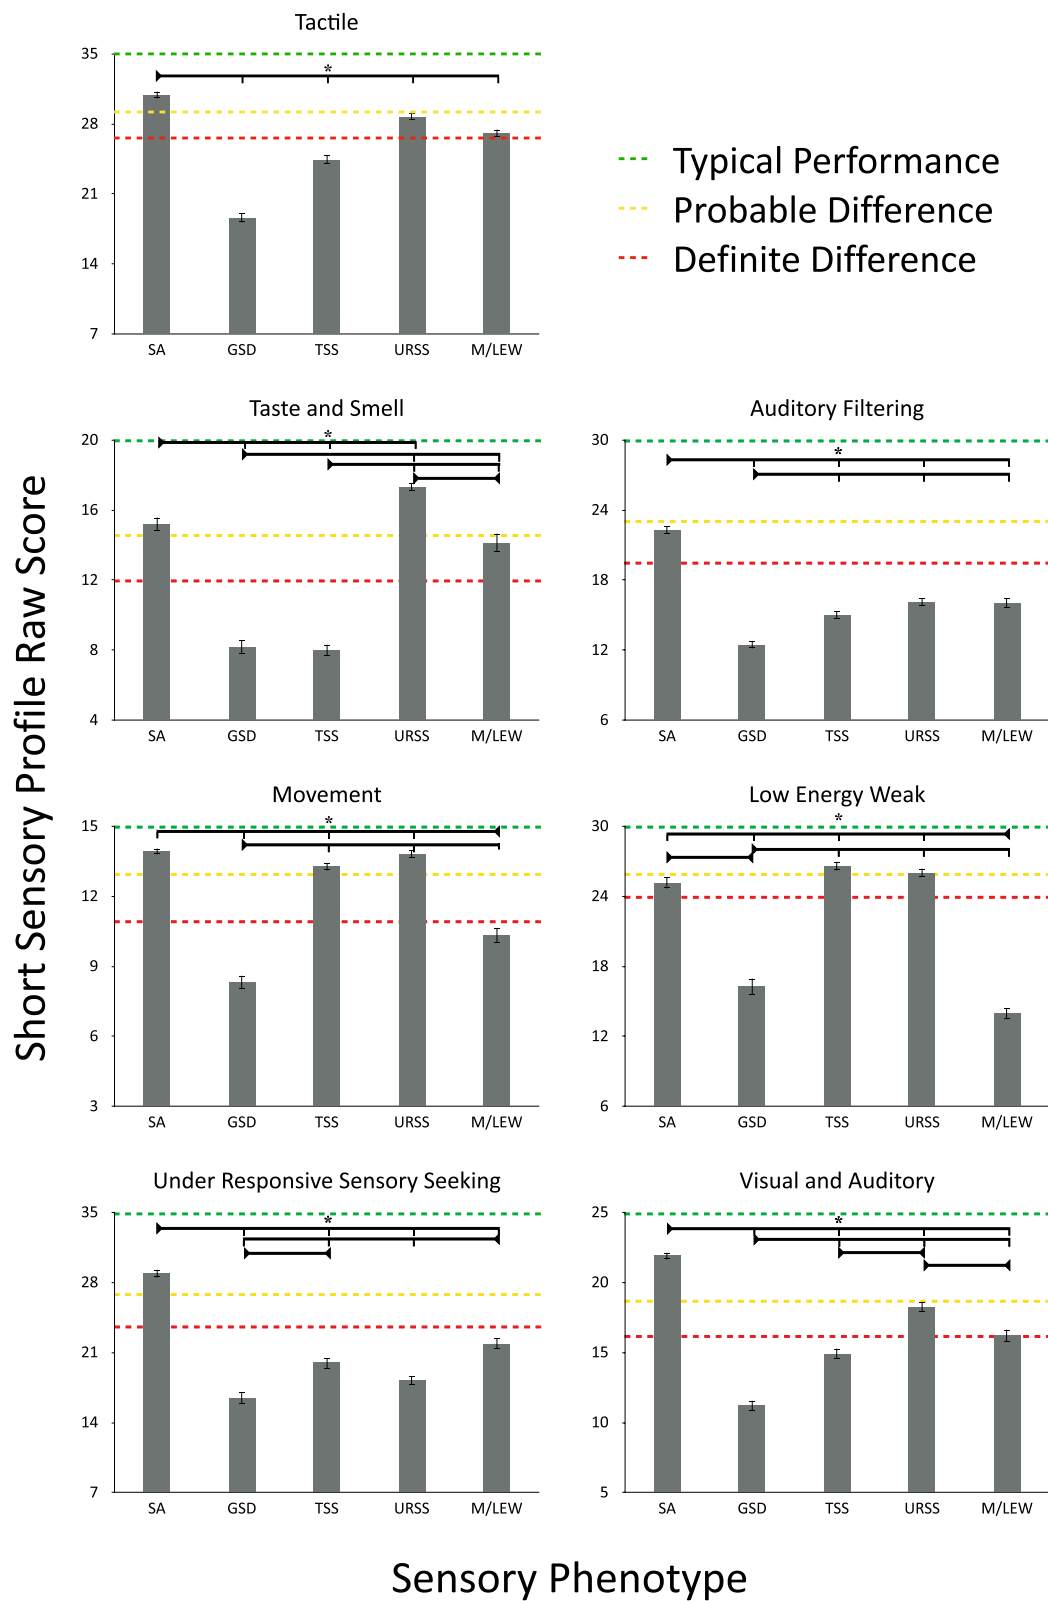 Tactile
*
35
28
21
14
7
SA GSD TSS URSS M/LEW
Typical Performance
Probable Difference
Definite Difference
Short Sensory Profile Raw Score
Taste and Smell
*
20
16
12
8
4
SA GSD TSS URSS M/LEW
Auditory Filtering
*
30
24
18
12
6
SA GSD TSS URSS M/LEW
Movement
*
15
12
9
6
3
SA GSD TSS URSS M/LEW
Low Energy Weak
*
30
24
18
12
6
SA GSD TSS URSS M/LEW
Under Responsive Sensory Seeking
*
35
28
21
14
7
SA GSD TSS URSS M/LEW
Visual and Auditory
*
25
20
15
10
5
SA GSD TSS URSS M/LEW
Sensory Phenotype